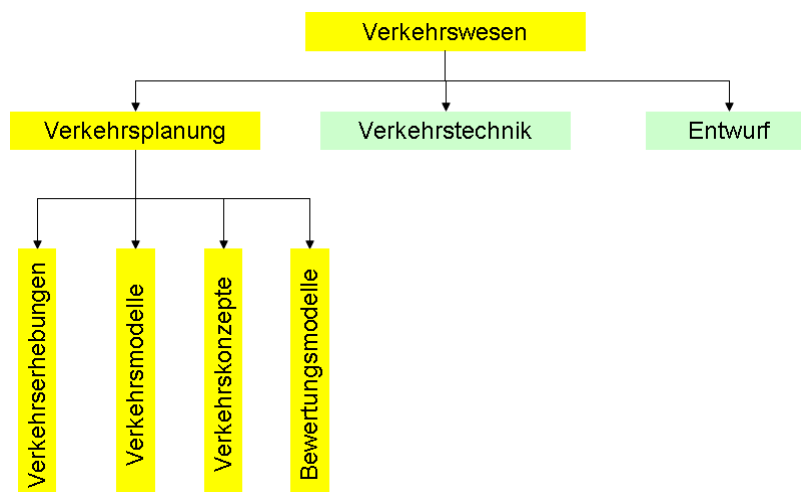 Verkehrswesen
Verkehrsplanung
Verkehrstechnik
Entwurf
Verkehrserhebungen
Verkehrsmodelle
Verkehrskonzepte
Bewertungsmodelle